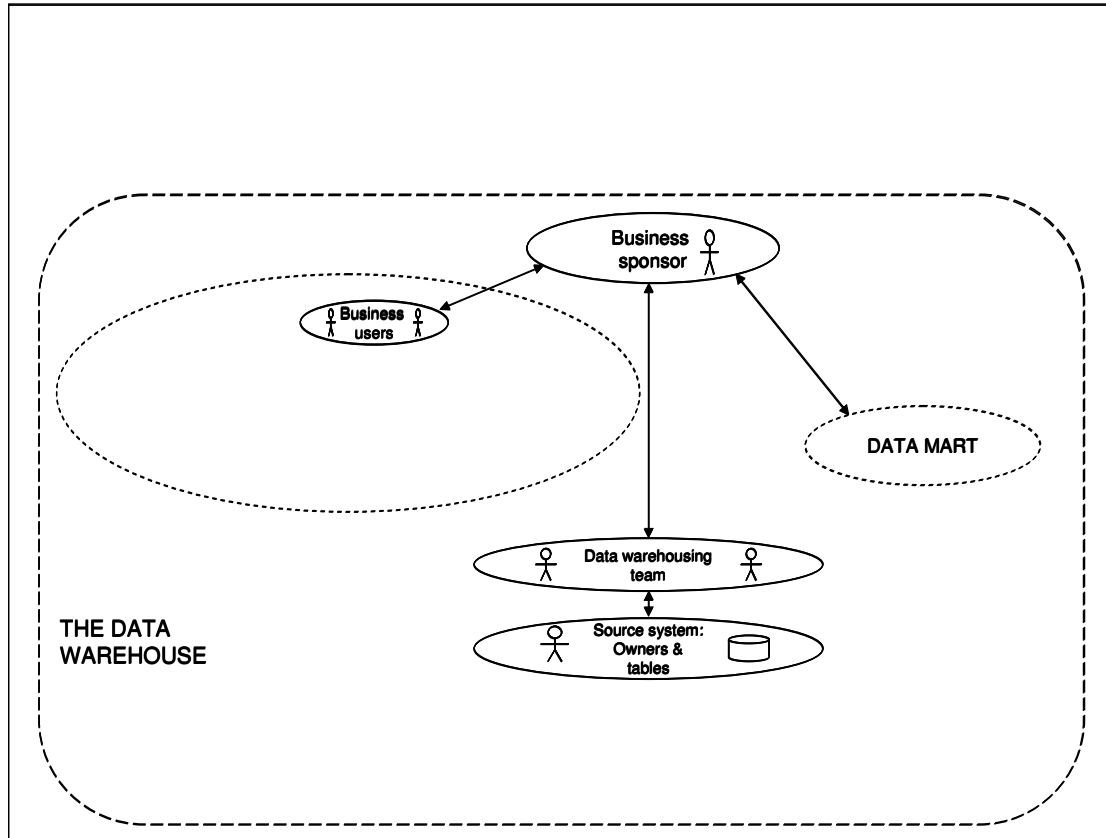 Business
sponsor
Business
users
DATA MART
Data warehousing
team
THE DATA
WAREHOUSE
Source system:
Owners &
tables